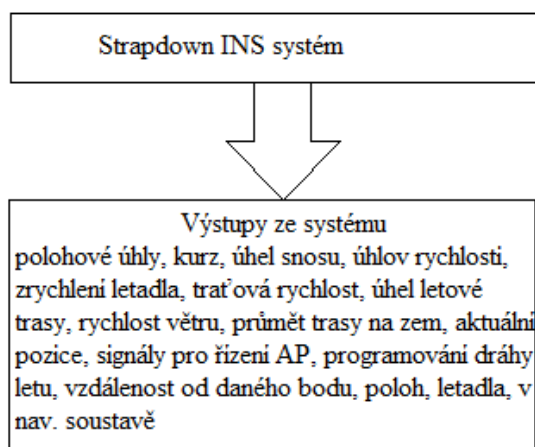 Strapdown INS systém
Výstupy ze systému
polohové úhly, kurz, úhel snosu, úhlov rychlosti,
zrychlení letadla, traťová rychlost, úhel letové
trasy, rychlost větru, průmět trasy na zem, aktuální
pozice, signály pro řízení AP, programování dráhy
letu, vzdálenost od daného bodu, poloh, letadla, v
nav. soustavě